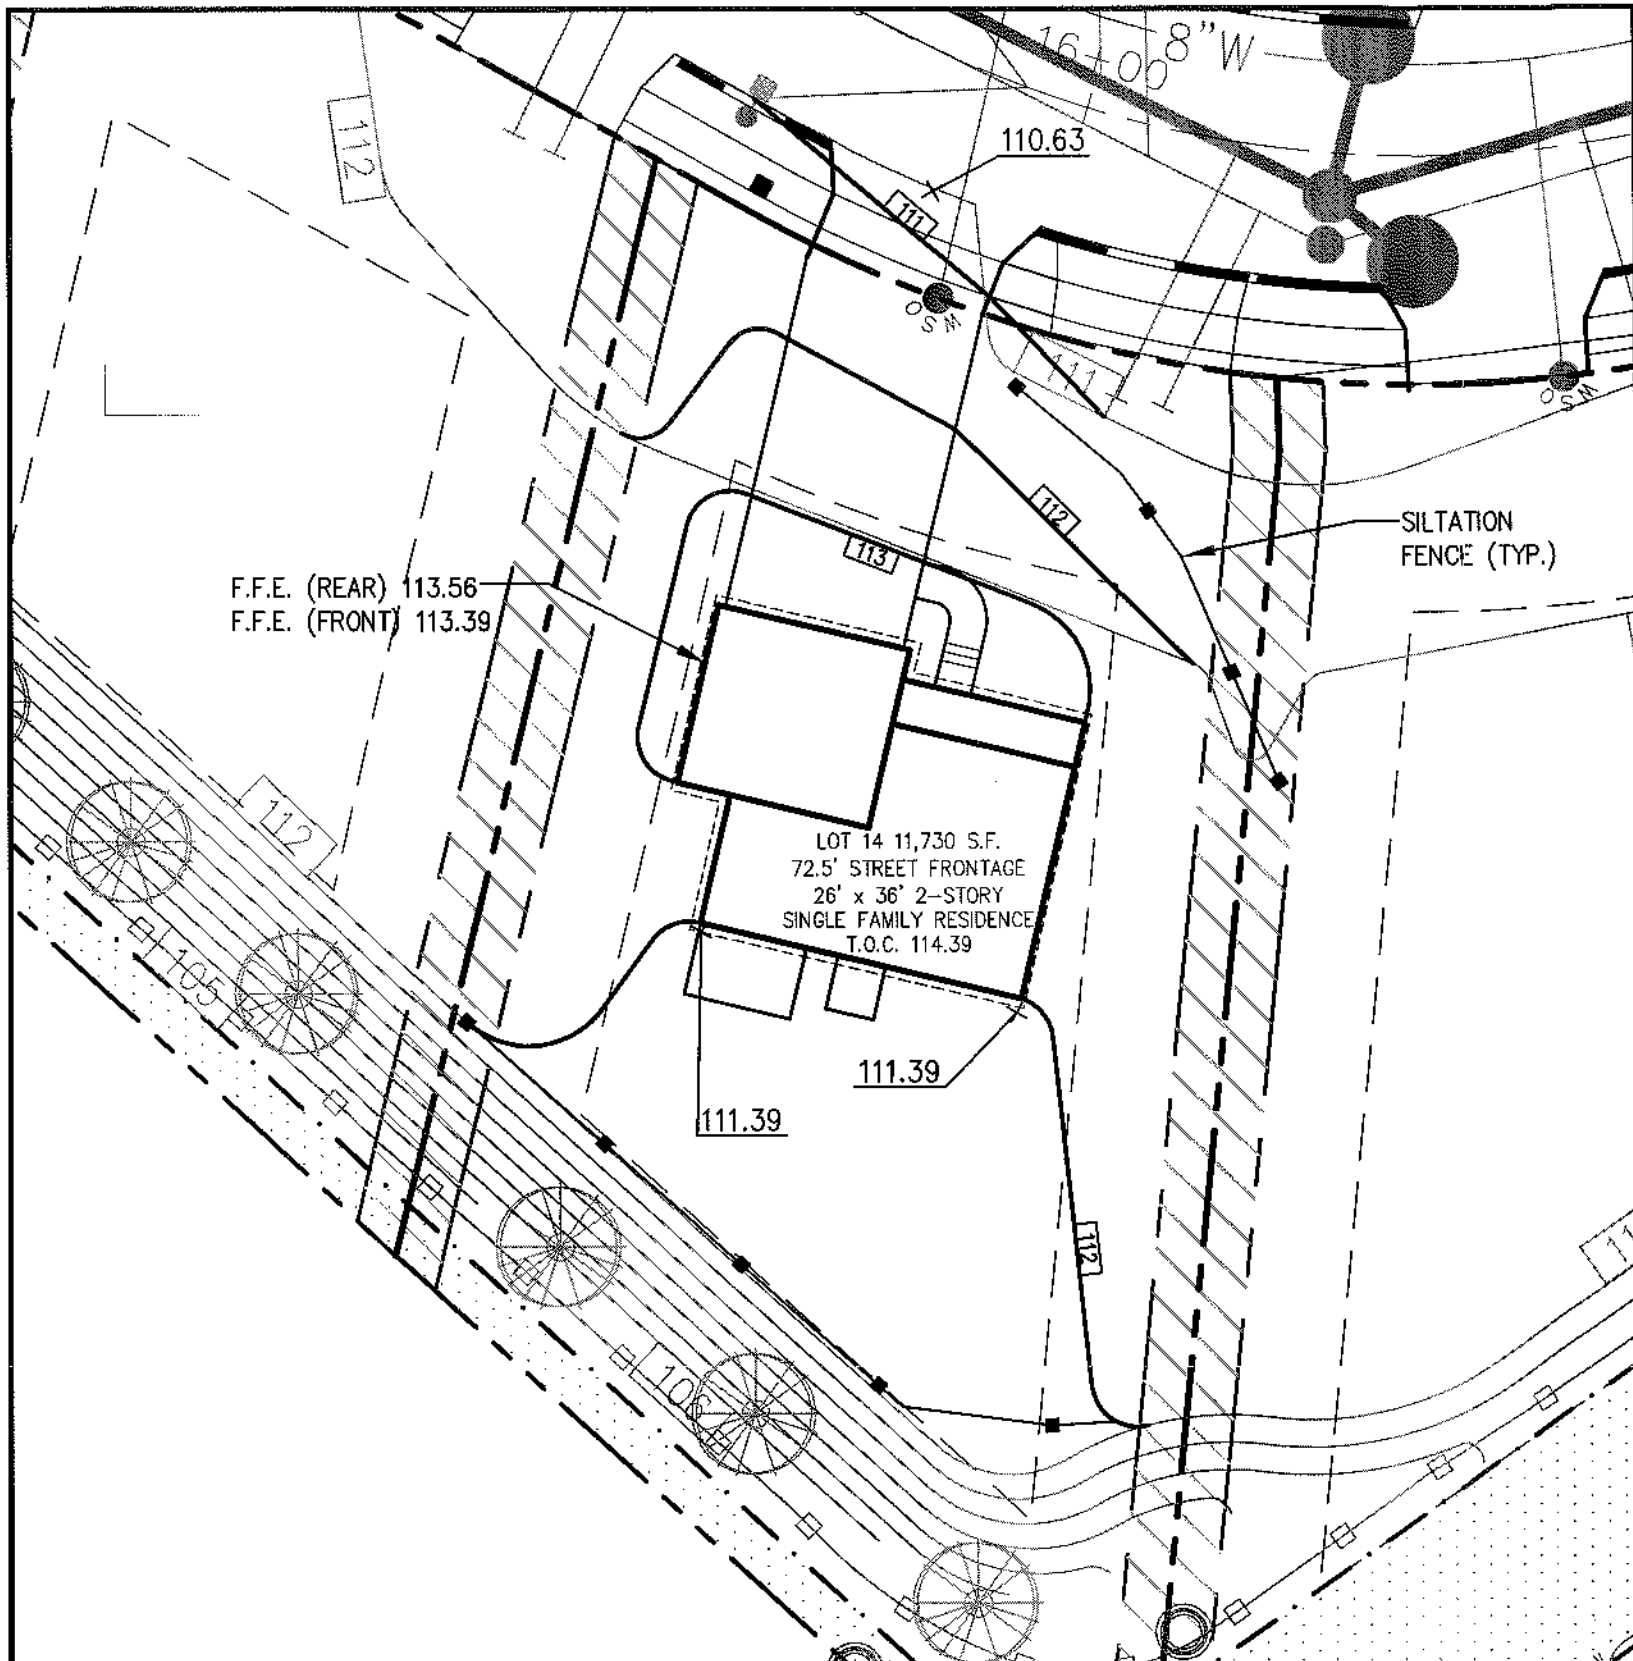 16+00
8"W
112
110.63
111
OSM
111
OSM
112
SILTATION
FENCE (TYP.)
113
F.F.E. (REAR) 113.56
F.F.E. (FRONT) 113.39
112
LOT 14 11,730 S.F.
72.5' STREET FRONTAGE
26' x 36' 2-STORY
SINGLE FAMILY RESIDENCE
T.O.C. 114.39
105
111.39
111.39
112
106